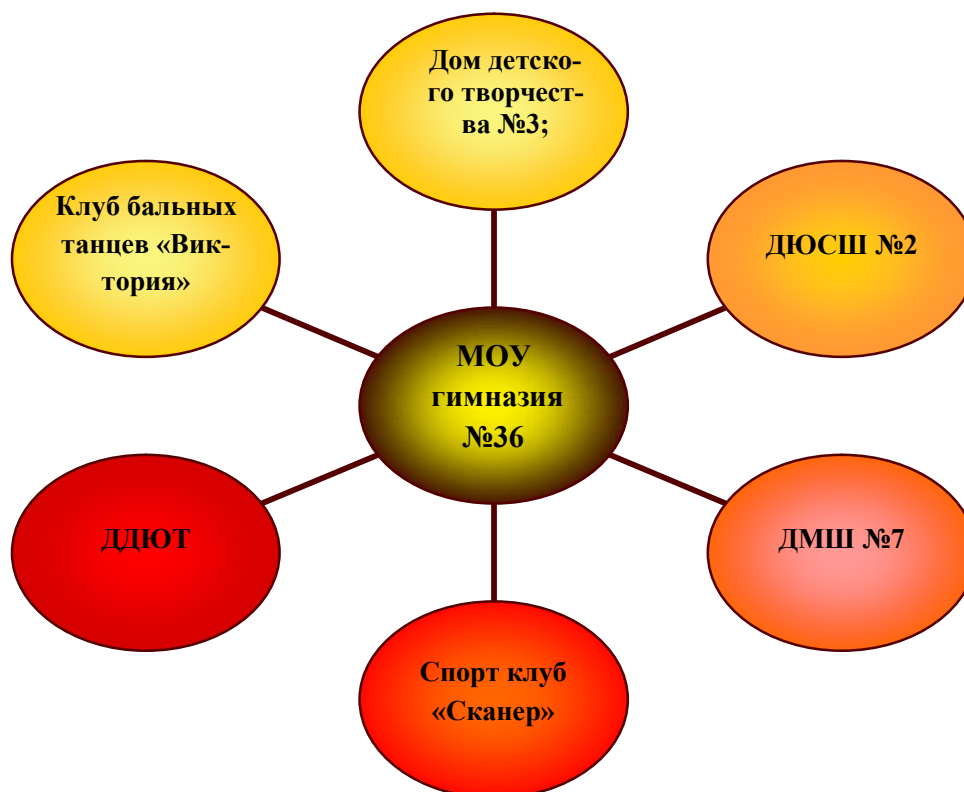 Дом детско-
го творчест-
ва №3;
Клуб бальных
танцев «Вик-
тория»
ДЮСШ №2
МОУ
гимназия
№36
ДДЮТ
ДМШ №7
Спорт клуб
«Сканер»